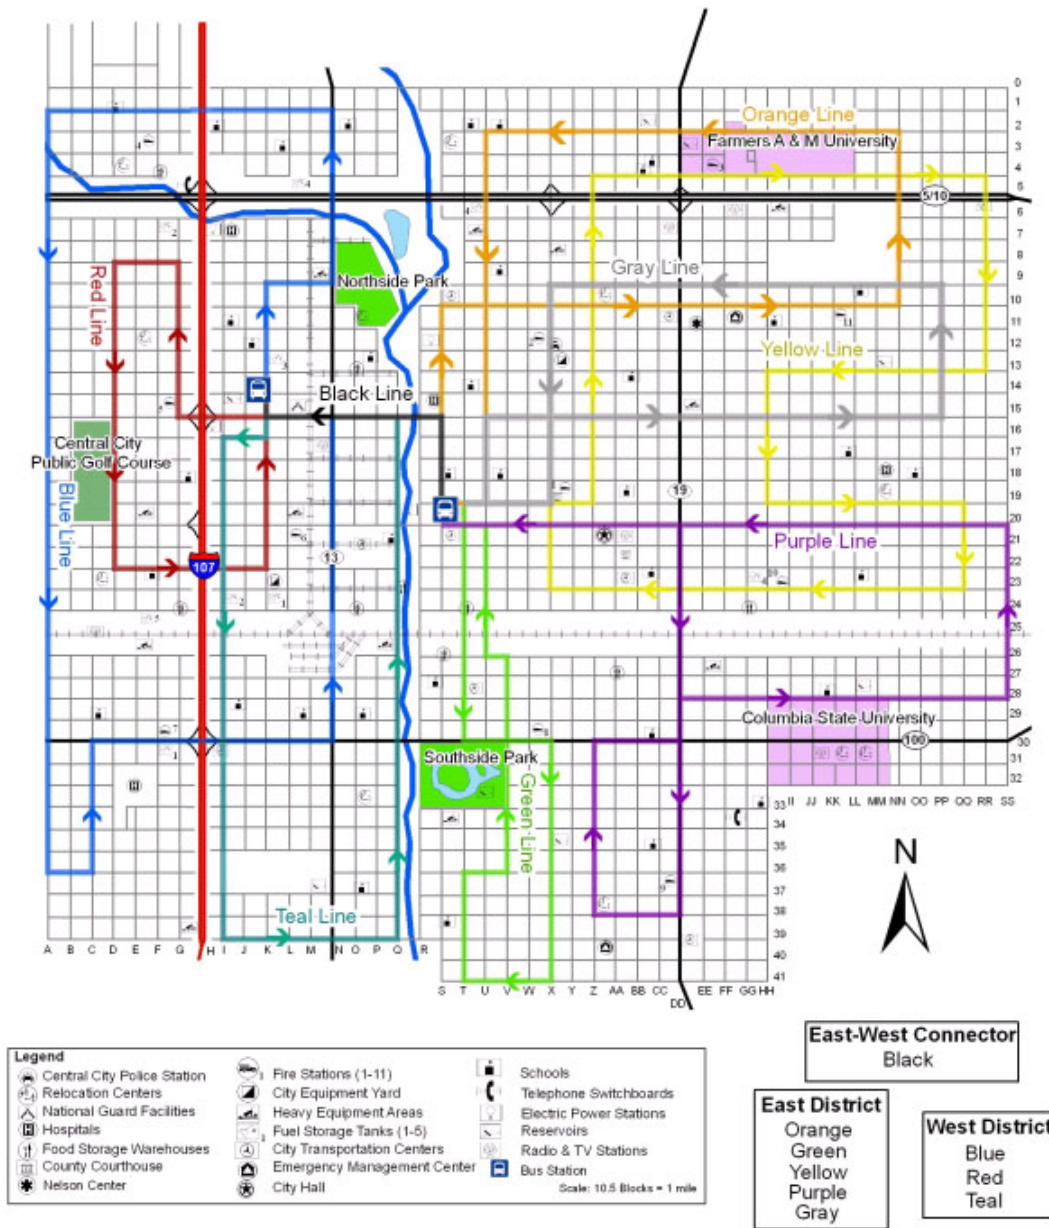 0
1
2
3
4
5
6
7
8
9
10
11
12
13
14
15
16
17
18
19
20
21
22
23
24
25
26
27
28
29
30
31
32
Orange Line
Farmers A & M University
5/10
Red Line
Northside Park
Gray Line
Yellow Line
Black Line
Central City
Public Golf Course
Blue Line
107
13
19
Purple Line
Columbia State University
100
Southside Park
Green Line
Teal Line
II JJ KK LL MM NN OO PP QQ RR SS
33
34
35
36
37
38
39
40
41
A B C D E F G H I J K L M N O P Q R
S T U V W X Y Z AA BB CC DD EE FF GG HH
N
Legend
Central City Police Station
Relocation Centers
National Guard Facilities
Hospitals
Food Storage Warehouses
County Courthouse
Nelson Center
Fire Stations (1-11)
City Equipment Yard
Heavy Equipment Areas
Fuel Storage Tanks (1-5)
City Transportation Centers
Emergency Management Center
City Hall
Schools
Telephone Switchboards
Electric Power Stations
Reservoirs
Radio & TV Stations
Bus Station
Scale: 10.5 Blocks = 1 mile
East-West Connector
Black
East District
Orange
Green
Yellow
Purple
Gray
West District
Blue
Red
Teal